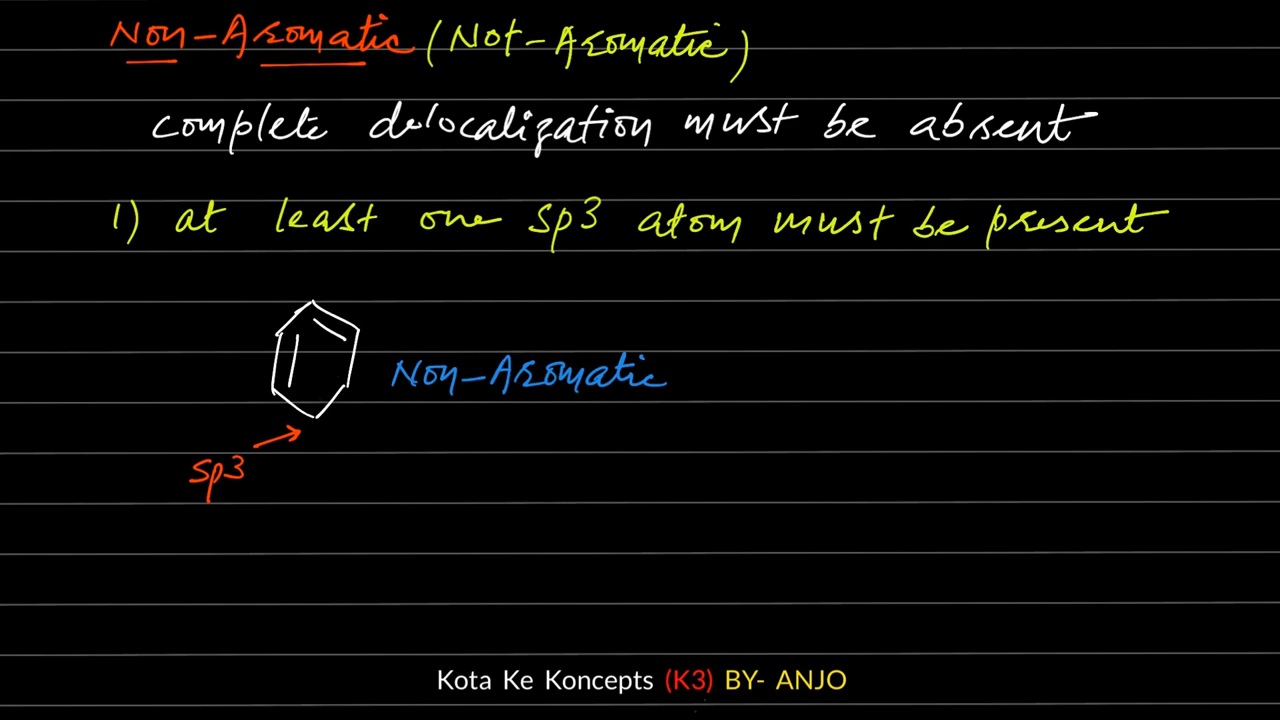 Non-Aromatic (Not-Aromatic)
complete delocalization must be absent
1) at least one sp3 atom must be present
Non-Aromatic
sp3
Kota Ke Koncepts (K3) BY- ANJO